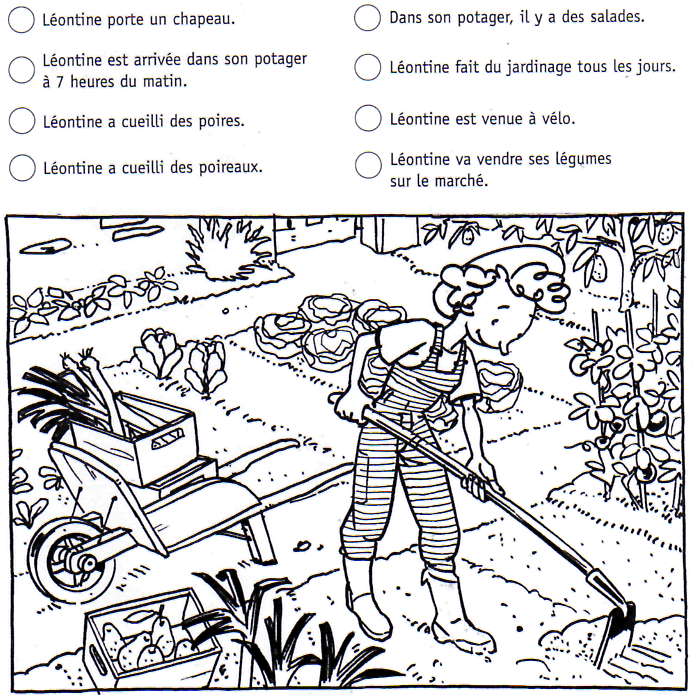 Léontine porte un chapeau.
Léontine est arrivée dans son potager
à 7 heures du matin.
Léontine a cueilli des poires.
Léontine a cueilli des poireaux.
Dans son potager, il y a des salades.
Léontine fait du jardinage tous les jours.
Léontine est venue à vélo.
Léontine va vendre ses légumes
sur le marché.